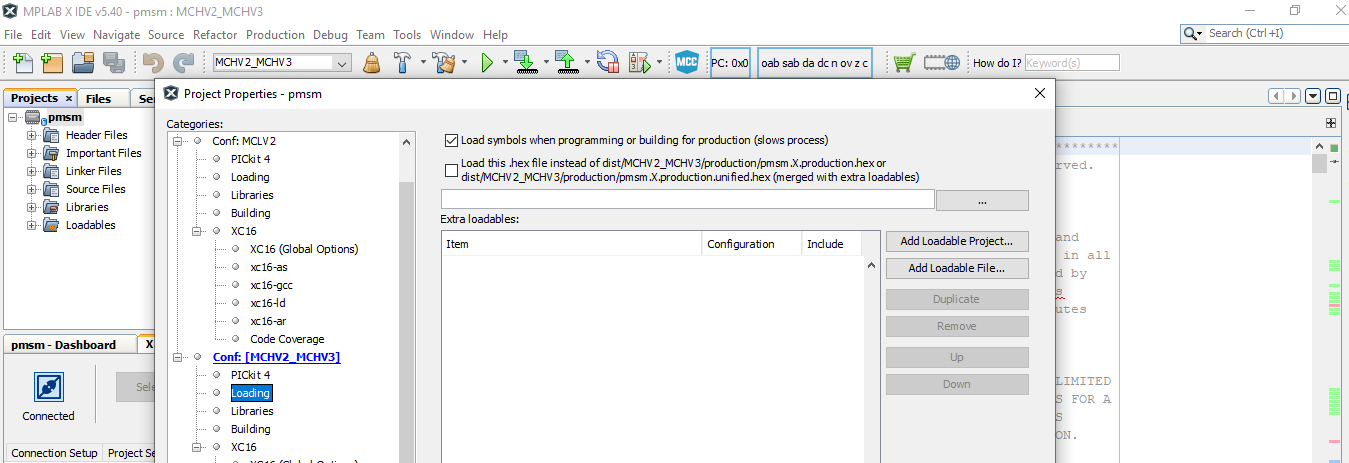 MPLAB X IDE v5.40 - pmsm : MCHV2_MCHV3
File Edit View Navigate Source Refactor Production Debug Team Tools Window Help
Search (Ctrl+I)
MCHV2_MCHV3
MCC
PC: 0x0
oab sab da dc n ov z c
How do I?
Keyword(s)
Projects
Files
Project Properties - pmsm
pmsm
Header Files
Important Files
Linker Files
Source Files
Libraries
Loadables
pmsm - Dashboard
Connected
Connection Setup
Categories:
Conf: MCLV2
PICkit 4
Loading
Libraries
Building
XC16
XC16 (Global Options)
xc16-as
xc16-gcc
xc16-ld
xc16-ar
Code Coverage
Conf: [MCHV2_MCHV3]
PICkit 4
Loading
Libraries
Building
XC16
Load symbols when programming or building for production (slows process)
Load this .hex file instead of dist/MCHV2_MCHV3/production/pmsm.X.production.hex or
dist/MCHV2_MCHV3/production/pmsm.X.production.unified.hex (merged with extra loadables)
...
Extra loadables:
Item
Configuration
Include
Add Loadable Project...
Add Loadable File...
Duplicate
Remove
Up
Down
********
rved.
and
in all
d by
s
utes
LIMITED
S FOR A
S
ON.